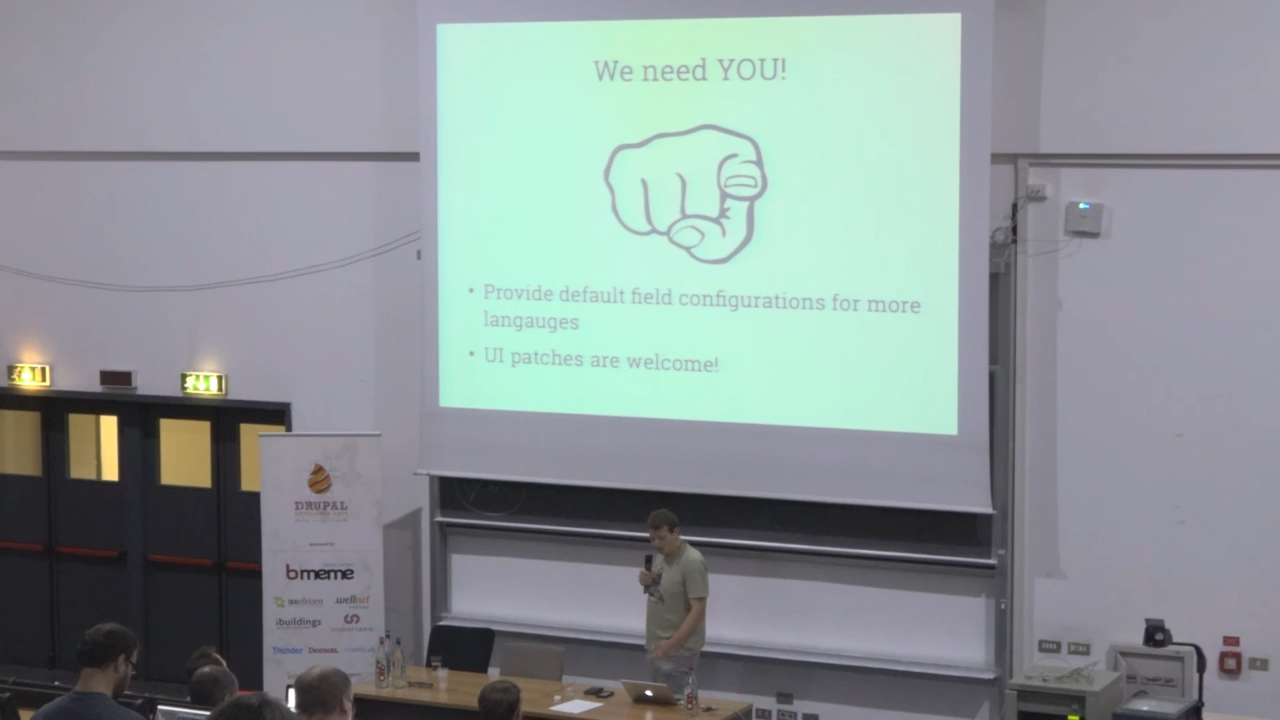 We need YOU!
• Provide default field configurations for more
langauges
• UI patches are welcome!
DRUPAL
bmeme
wellnet
ibuildings
Thunder Deeson.